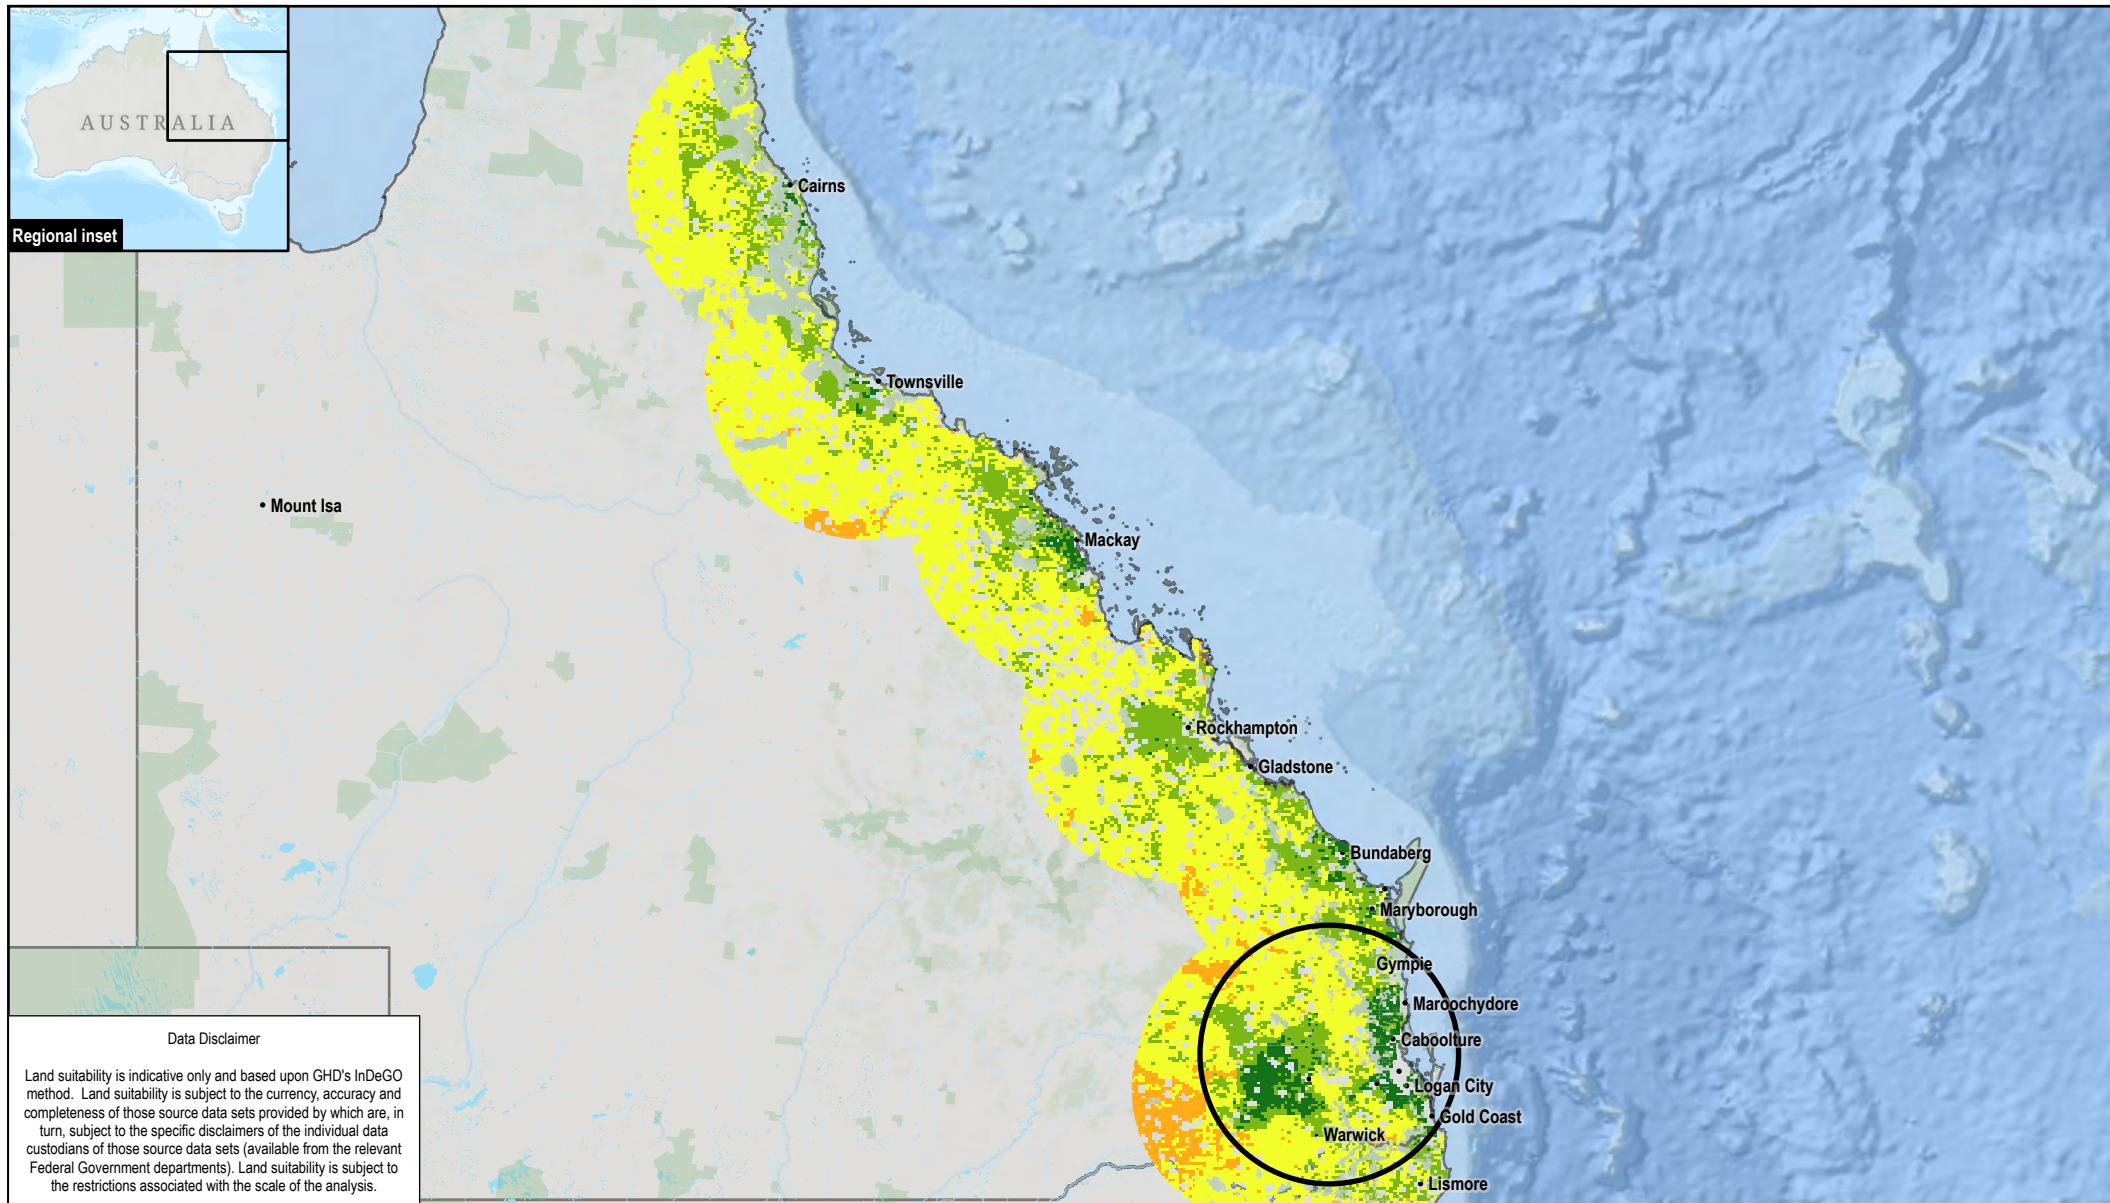 AUSTRALIA
Regional inset
Cairns
Townsville
Mount Isa
Mackay
Rockhampton
Gladstone
Bundaberg
Maryborough
Gympie
Maroochydore
Caboolture
Logan City
Gold Coast
Warwick
Lismore
Data Disclaimer
Land suitability is indicative only and based upon GHD's InDeGO
method. Land suitability is subject to the currency, accuracy and
completeness of those source data sets provided by which are, in
turn, subject to the specific disclaimers of the individual data
custodians of those source data sets (available from the relevant
Federal Government departments). Land suitability is subject to
the restrictions associated with the scale of the analysis.